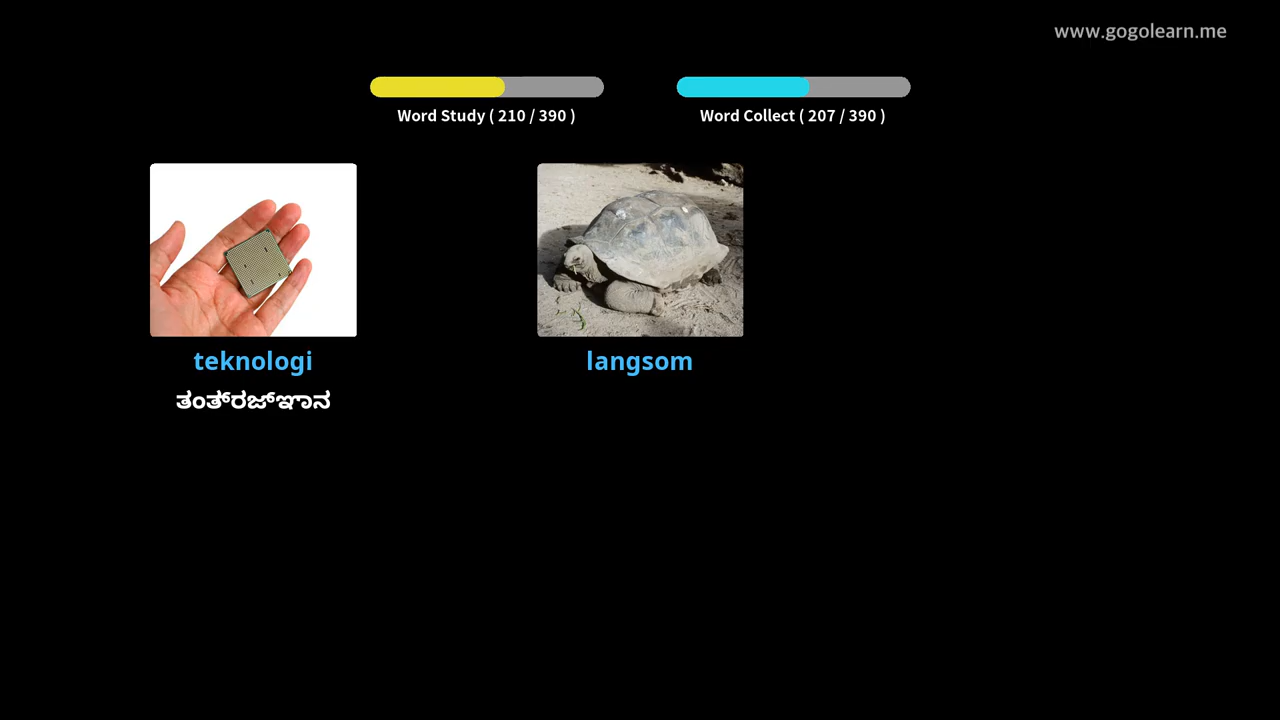 www.gogolearn.me
Word Study ( 210 / 390 )
Word Collect ( 207 / 390 )
teknologi
langsom
ತಂತ್‌ರಜ್‌ಞಾನ